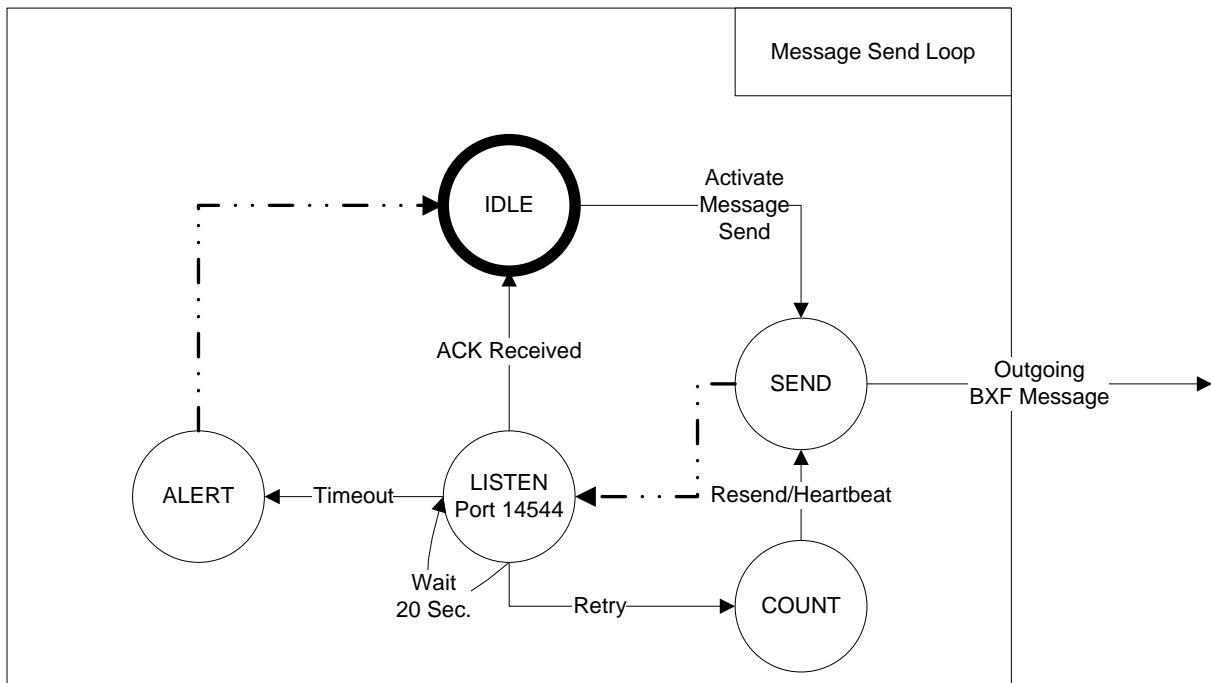 Message Send Loop
IDLE
Activate
Message
Send
ACK Received
SEND
Outgoing
BXF Message
ALERT
Timeout
LISTEN
Port 14544
Resend/Heartbeat
Wait
20 Sec.
Retry
COUNT